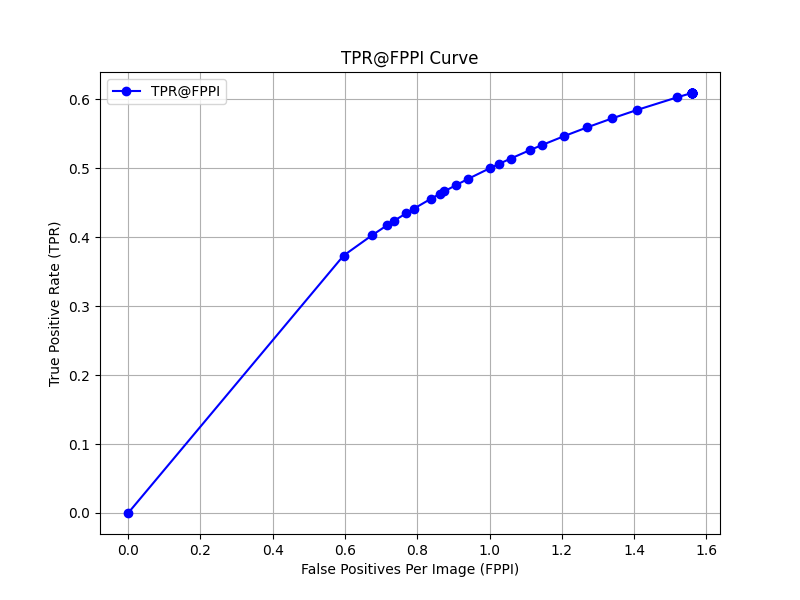 TPR@FPPI Curve
TPR@FPPI
True Positive Rate (TPR)
0.6
0.5
0.4
0.3
0.2
0.1
0.0
0.0 0.2 0.4 0.6 0.8 1.0 1.2 1.4 1.6
False Positives Per Image (FPPI)